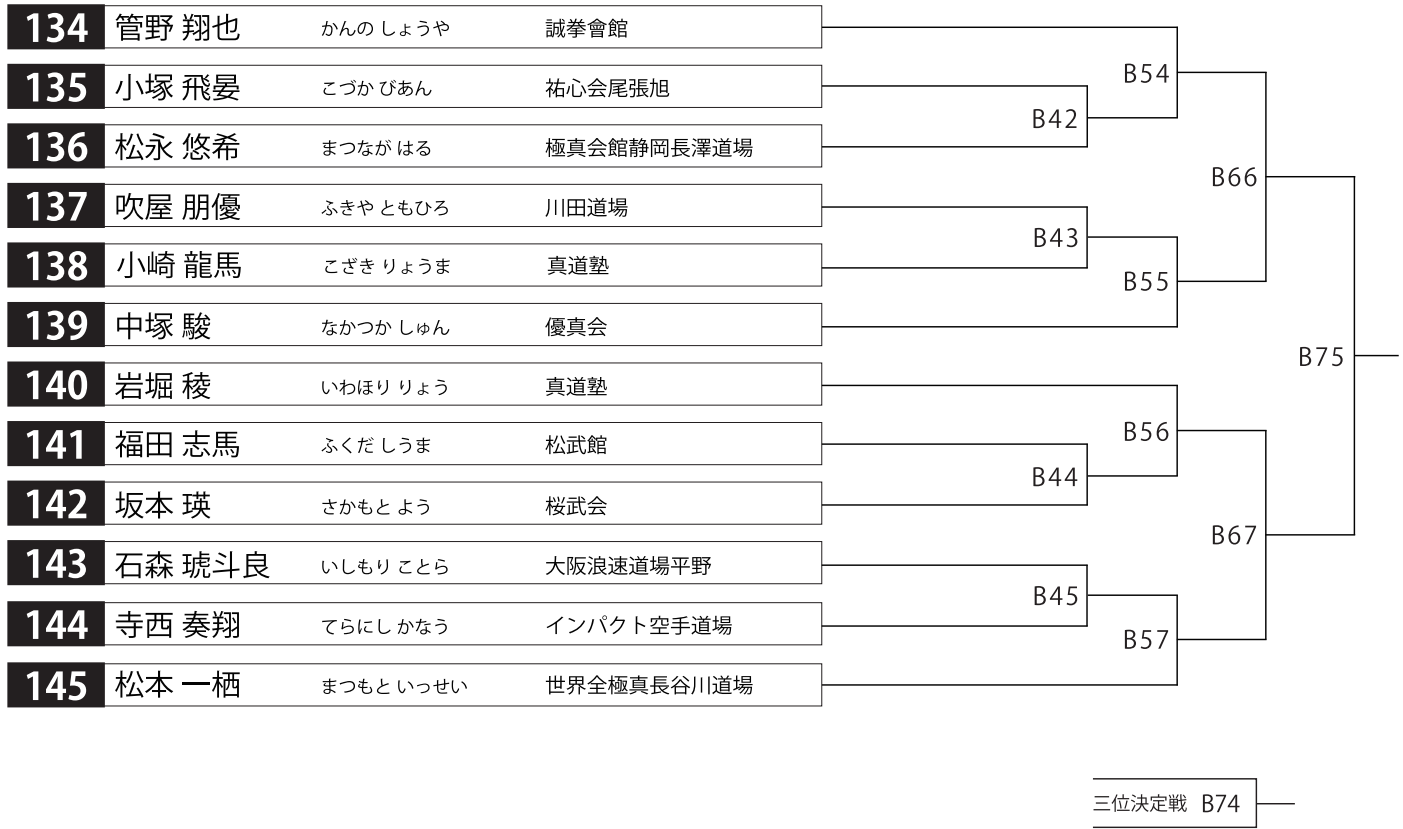 134 管野 翔也 かんの しょうや 誠拳會館
135 小塚 飛晏 こづか びあん 祐心会尾張旭
136 松永 悠希 まつなが はる 極真会館静岡長澤道場
137 吹屋 朋優 ふきや ともひろ 川田道場
138 小崎 龍馬 こざき りょうま 真道塾
139 中塚 駿 なかつか しゅん 優真会
140 岩堀 稜 いわほり りょう 真道塾
141 福田 志馬 ふくだ しうま 松武館
142 坂本 瑛 さかもと よう 桜武会
143 石森 琥斗良 いしもり ことら 大阪浪速道場平野
144 寺西 奏翔 てらにし かなう インパクト空手道場
145 松本 一栖 まつもと いっせい 世界全極真長谷川道場
B54
B42
B66
B43
B55
B75
B56
B44
B67
B45
B57
三位決定戦 B74